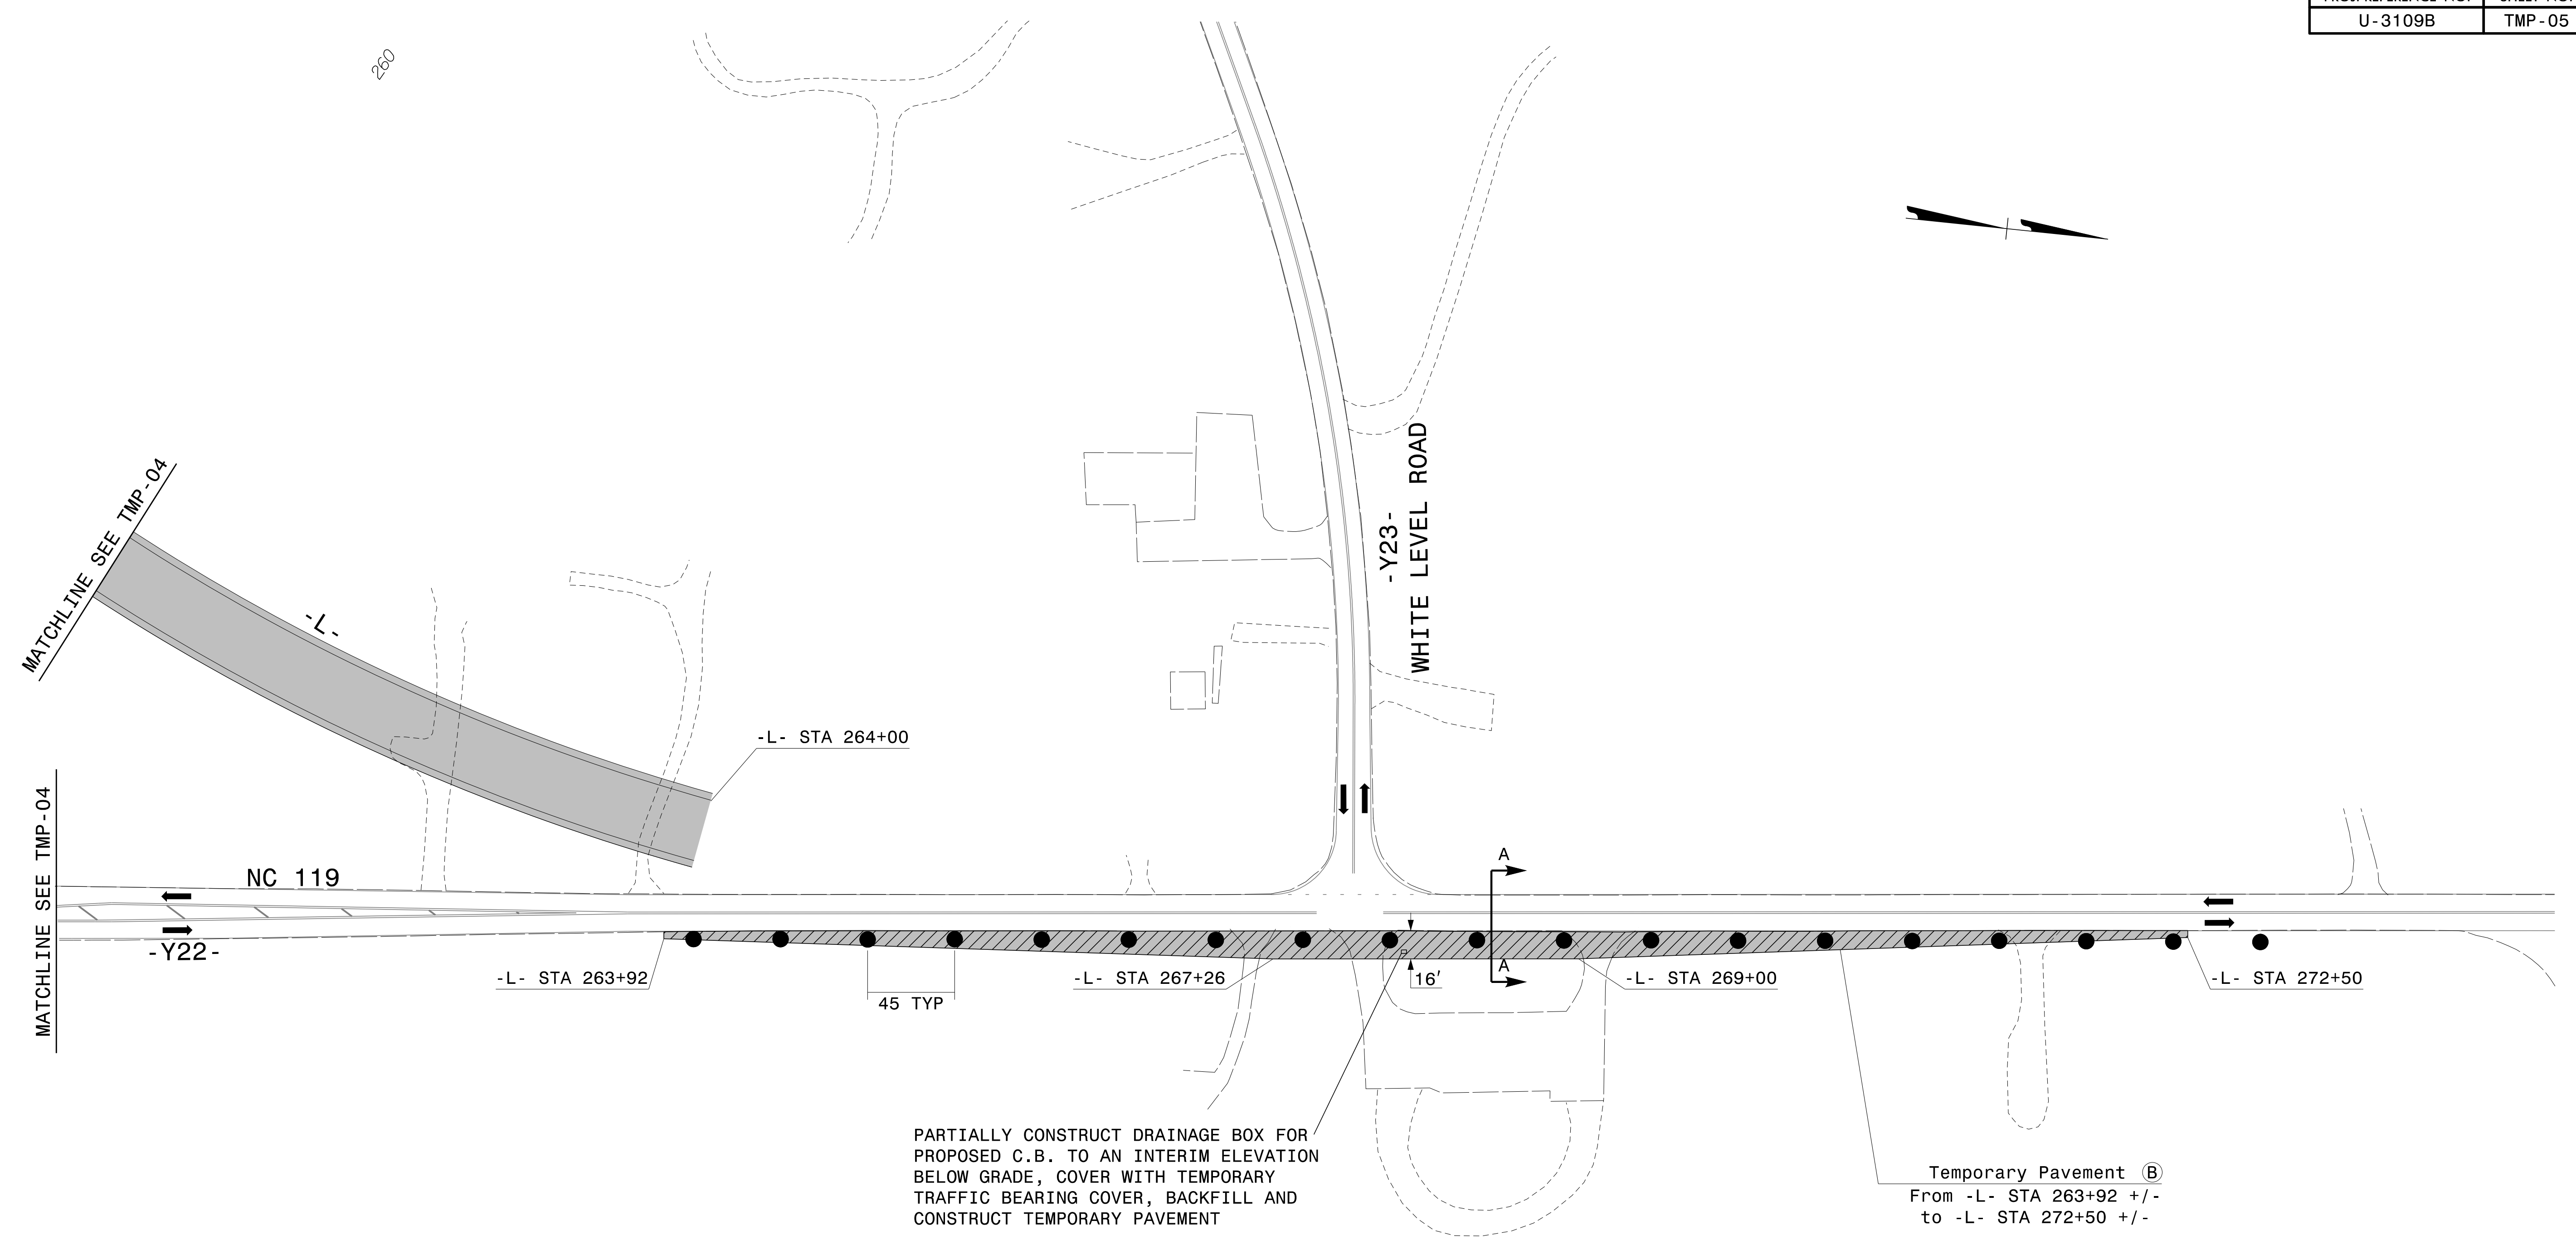 U-3109B
TMP-05
260
MATCHLINE SEE TMP-04
-L-
-Y23-
WHITE LEVEL ROAD
-L- STA 264+00
MATCHLINE SEE TMP-04
NC 119
-Y22-
A
A
-L- STA 263+92
45 TYP
-L- STA 267+26
16'
-L- STA 269+00
-L- STA 272+50
PARTIALLY CONSTRUCT DRAINAGE BOX FOR
PROPOSED C.B. TO AN INTERIM ELEVATION
BELOW GRADE, COVER WITH TEMPORARY
TRAFFIC BEARING COVER, BACKFILL AND
CONSTRUCT TEMPORARY PAVEMENT
Temporary Pavement B
From -L- STA 263+92 +/-
to -L- STA 272+50 +/-